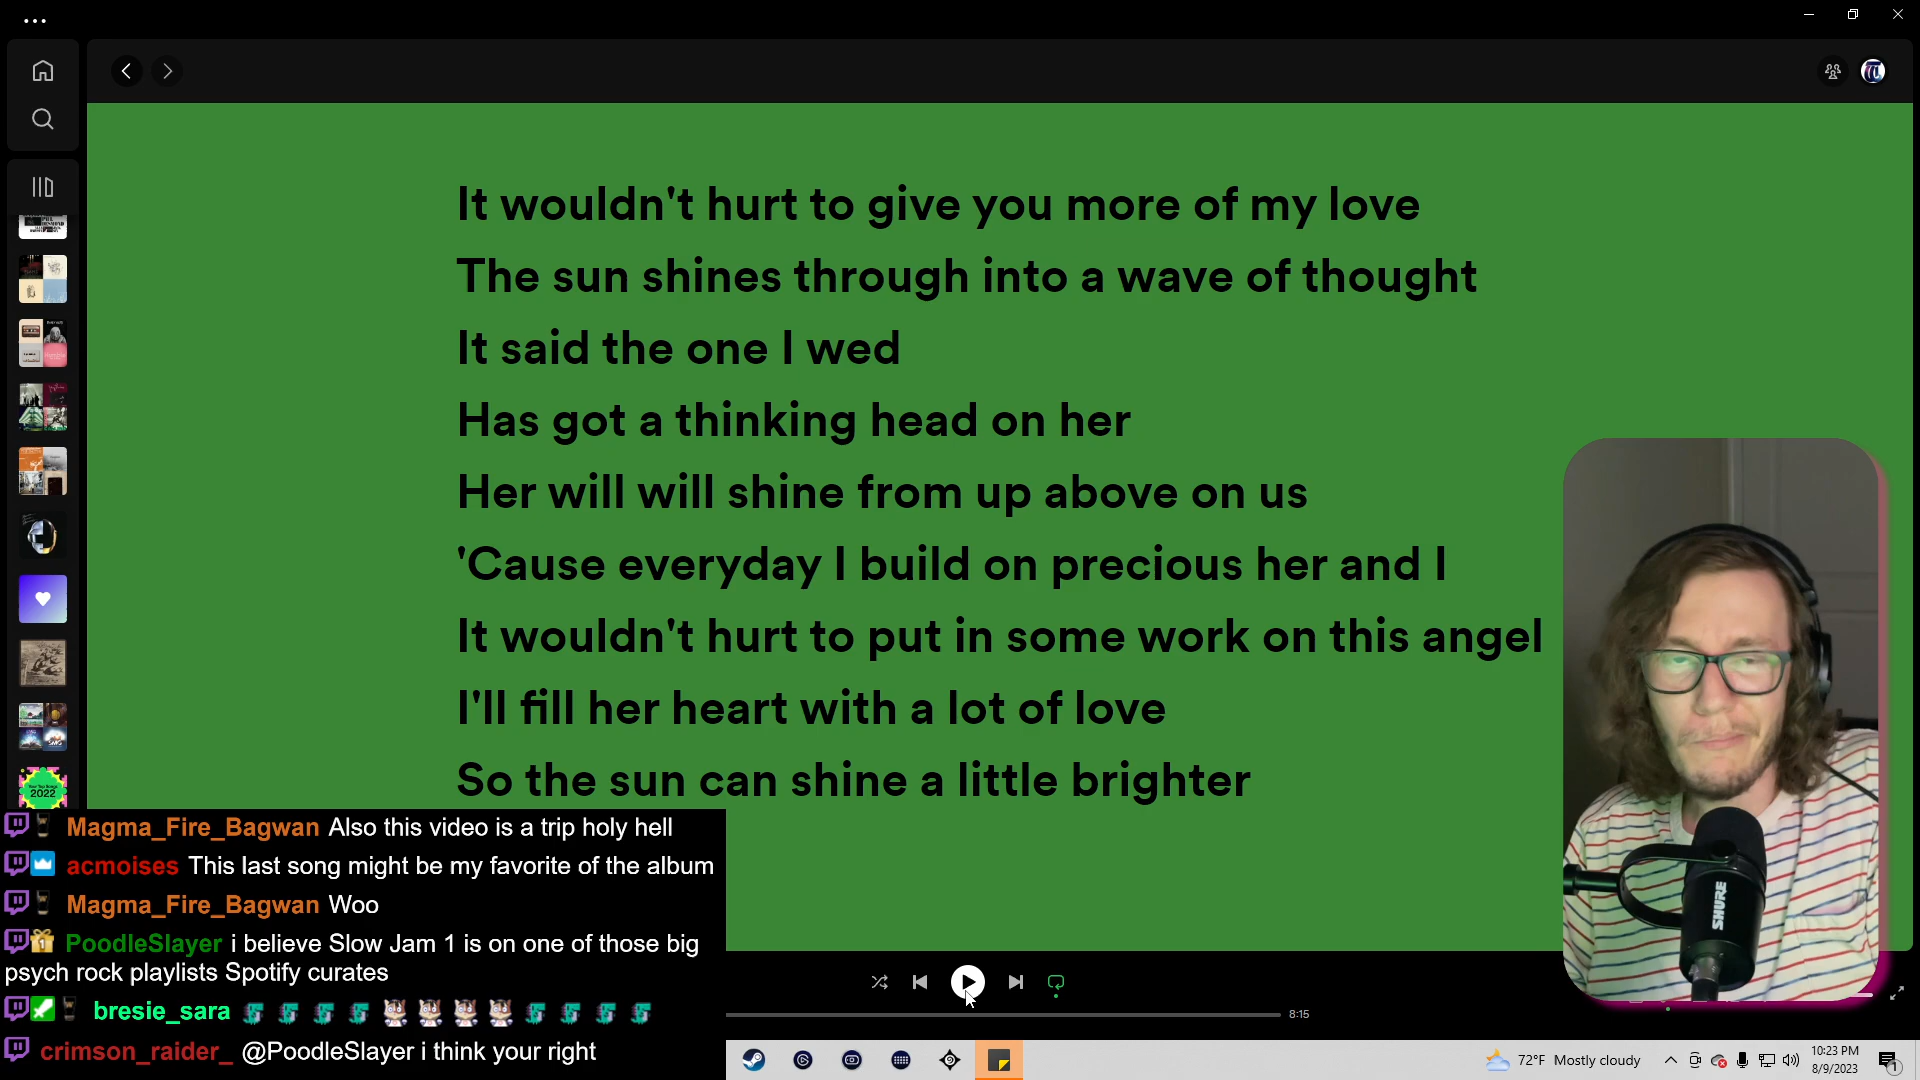 It wouldn't hurt to give you more of my love
The sun shines through into a wave of thought
It said the one I wed
Has got a thinking head on her
Her will will shine from up above on us
'Cause everyday I build on precious her and I
It wouldn't hurt to put in some work on this angel
I'll fill her heart with a lot of love
So the sun can shine a little brighter
2022
Magma_Fire_Bagwan Also this video is a trip holy hell
acmoises This last song might be my favorite of the album
Magma_Fire_Bagwan Woo
PoodleSlayer i believe Slow Jam 1 is on one of those big
psych rock playlists Spotify curates
bresie_sara
crimson_raider_ @PoodleSlayer i think your right
SHURE
8:15
72°F Mostly cloudy
10:23 PM
8/9/2023
1